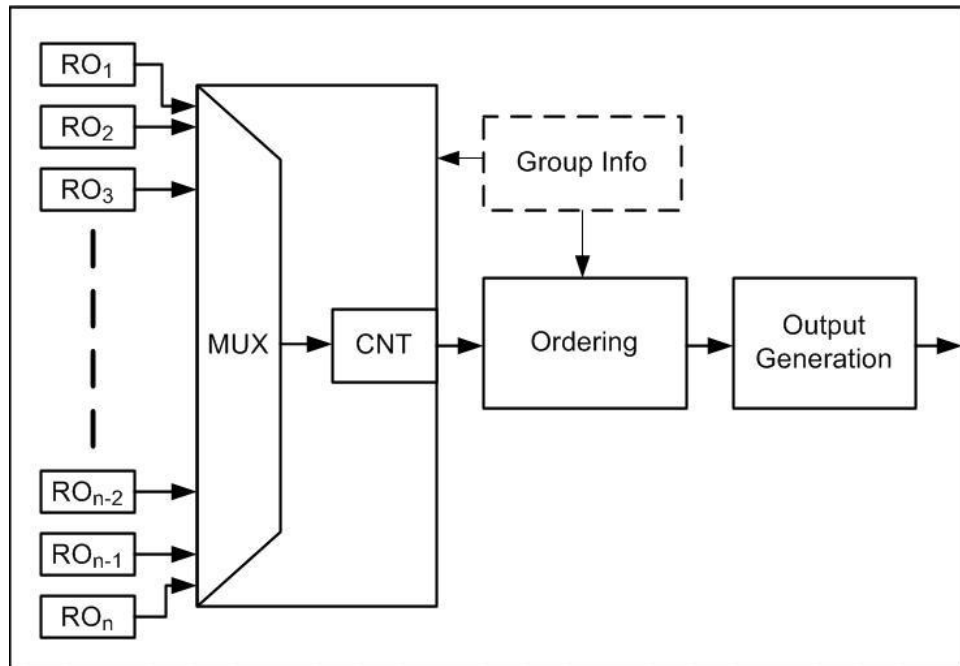 RO₁
RO₂
RO₃
ROₙ₋₂
ROₙ₋₁
ROₙ
MUX
CNT
Group Info
Ordering
Output
Generation